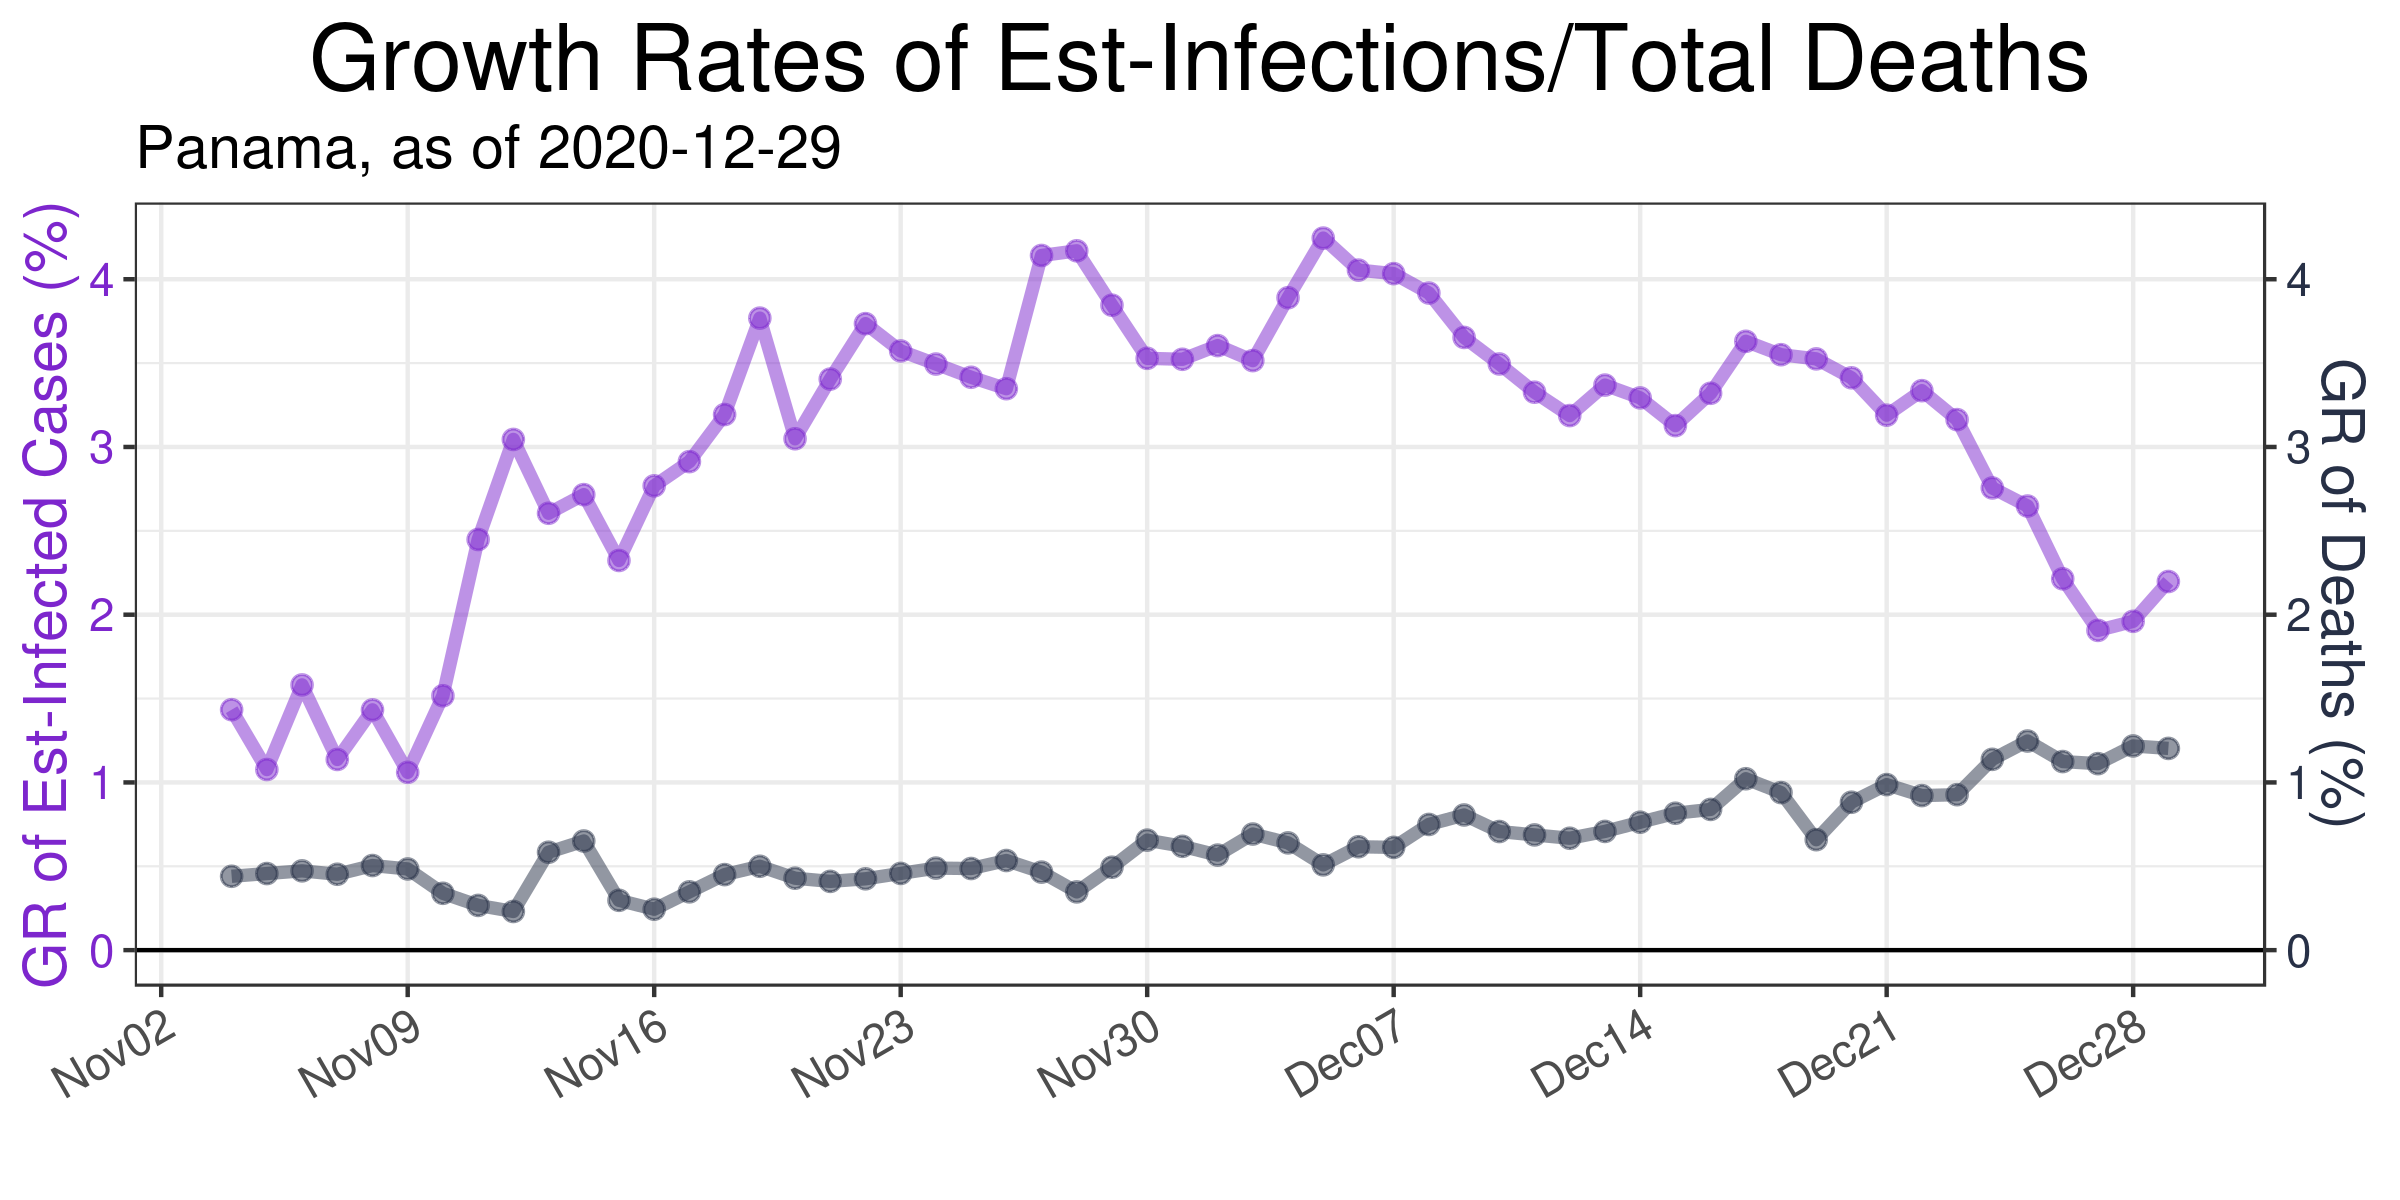 Growth Rates of Est-Infections/Total Deaths
Panama, as of 2020-12-29
GR of Est-Infected Cases (%)
4
3
2
1
0
GR of Deaths (%)
4
3
2
1
0
Nov02
Nov09
Nov16
Nov23
Nov30
Dec07
Dec14
Dec21
Dec28